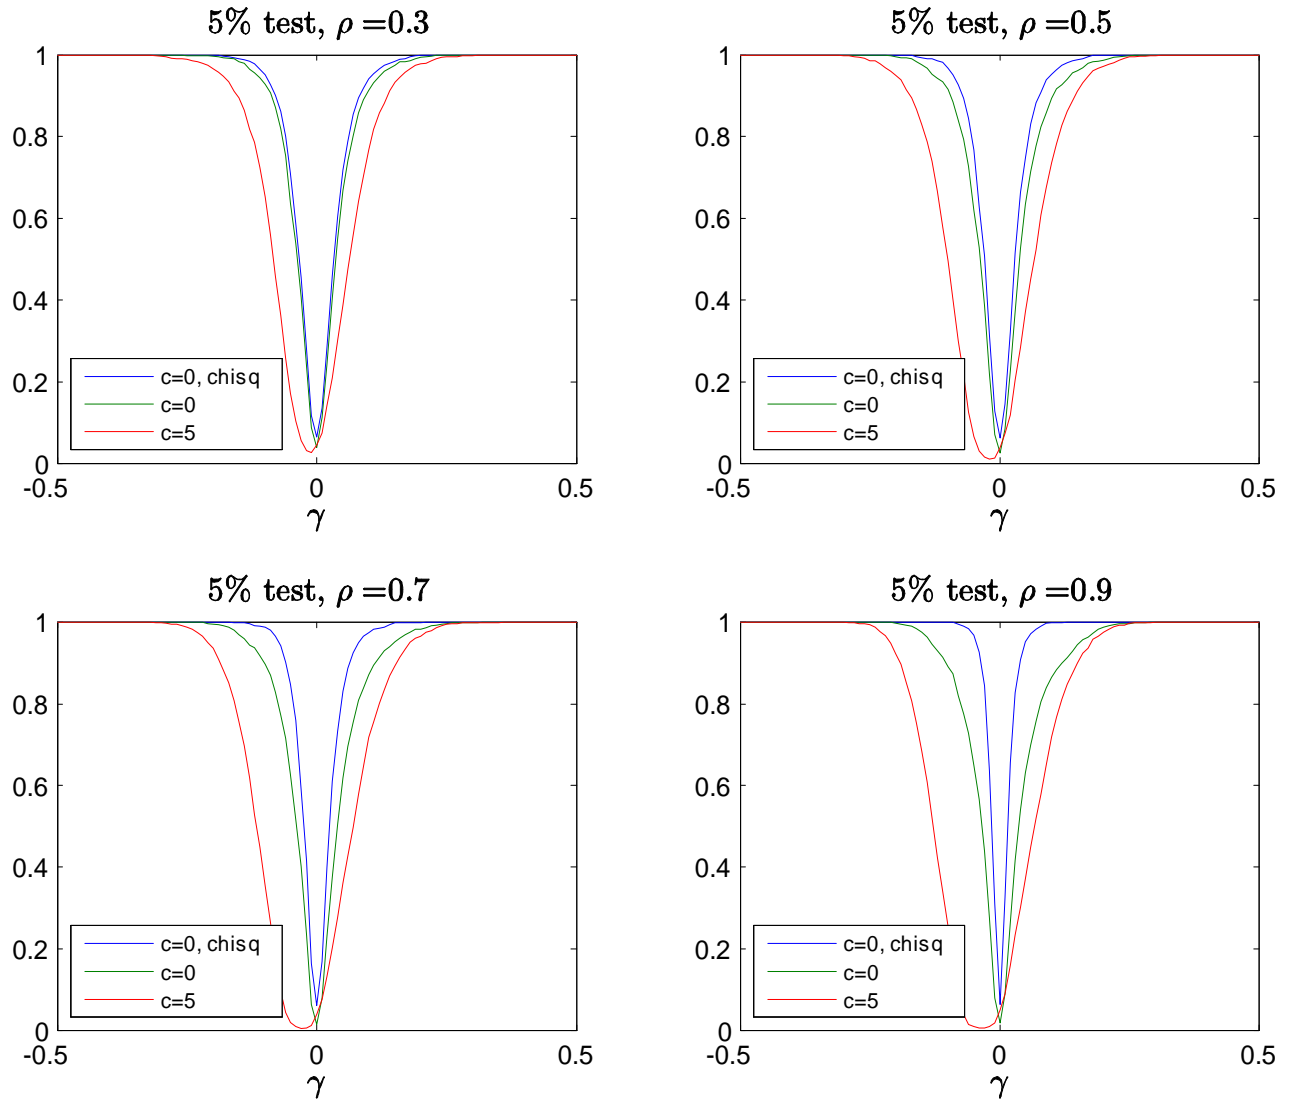 5% test, ρ =0.3
1
0.8
0.6
0.4
0.2
0
c=0, chisq
c=0
c=5
-0.5
0
0.5
γ
5% test, ρ =0.5
1
0.8
0.6
0.4
0.2
0
c=0, chisq
c=0
c=5
-0.5
0
0.5
γ
5% test, ρ =0.7
1
0.8
0.6
0.4
0.2
0
c=0, chisq
c=0
c=5
-0.5
0
0.5
γ
5% test, ρ =0.9
1
0.8
0.6
0.4
0.2
0
c=0, chisq
c=0
c=5
-0.5
0
0.5
γ